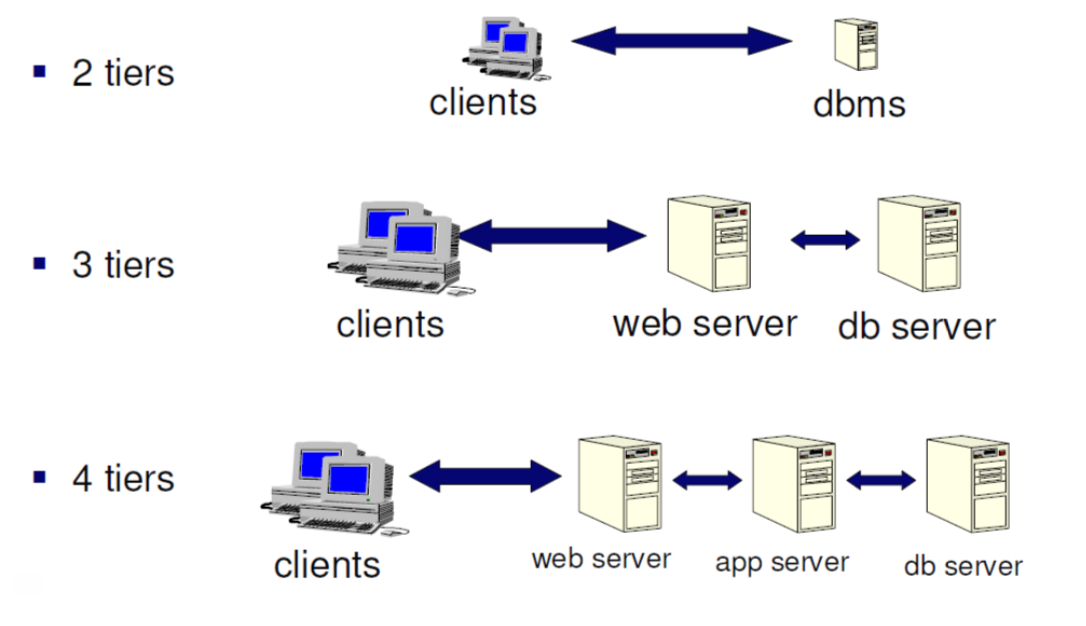 ▪ 2 tiers
clients
dbms
▪ 3 tiers
clients
web server
db server
▪ 4 tiers
clients
web server
app server
db server